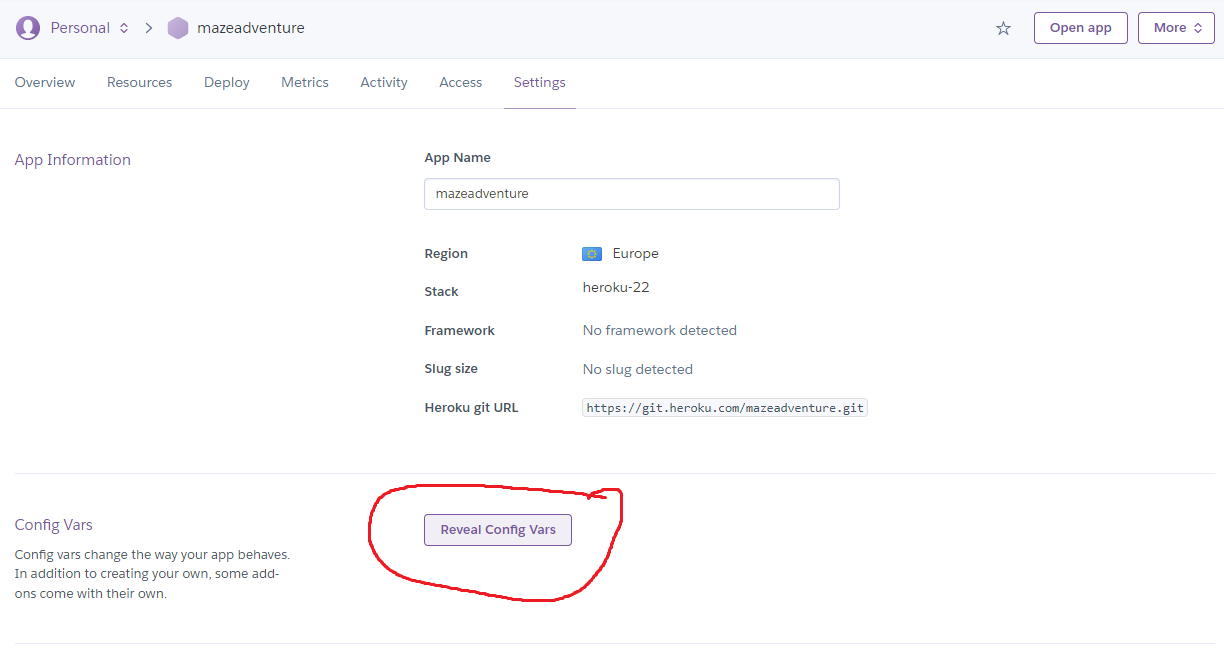 Personal mazeadventure Open app More
Overview Resources Deploy Metrics Activity Access Settings
App Information
App Name
mazeadventure
Region Europe
Stack heroku-22
Framework No framework detected
Slug size No slug detected
Heroku git URL https://git.heroku.com/mazeadventure.git
Config Vars
Config vars change the way your app behaves.
In addition to creating your own, some add-
ons come with their own.
Reveal Config Vars